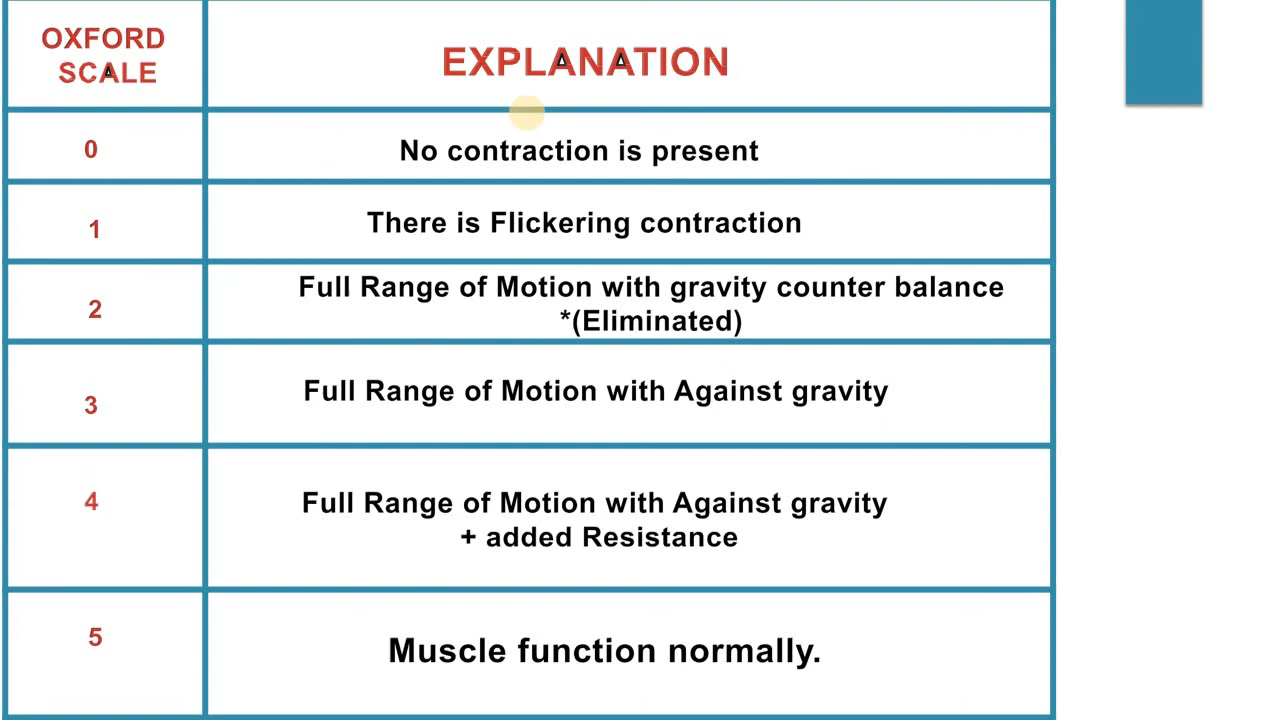 OXFORD
SCALE
EXPLANATION
0
No contraction is present
1
There is Flickering contraction
2
Full Range of Motion with gravity counter balance
*(Eliminated)
3
Full Range of Motion with Against gravity
4
Full Range of Motion with Against gravity
+ added Resistance
5
Muscle function normally.